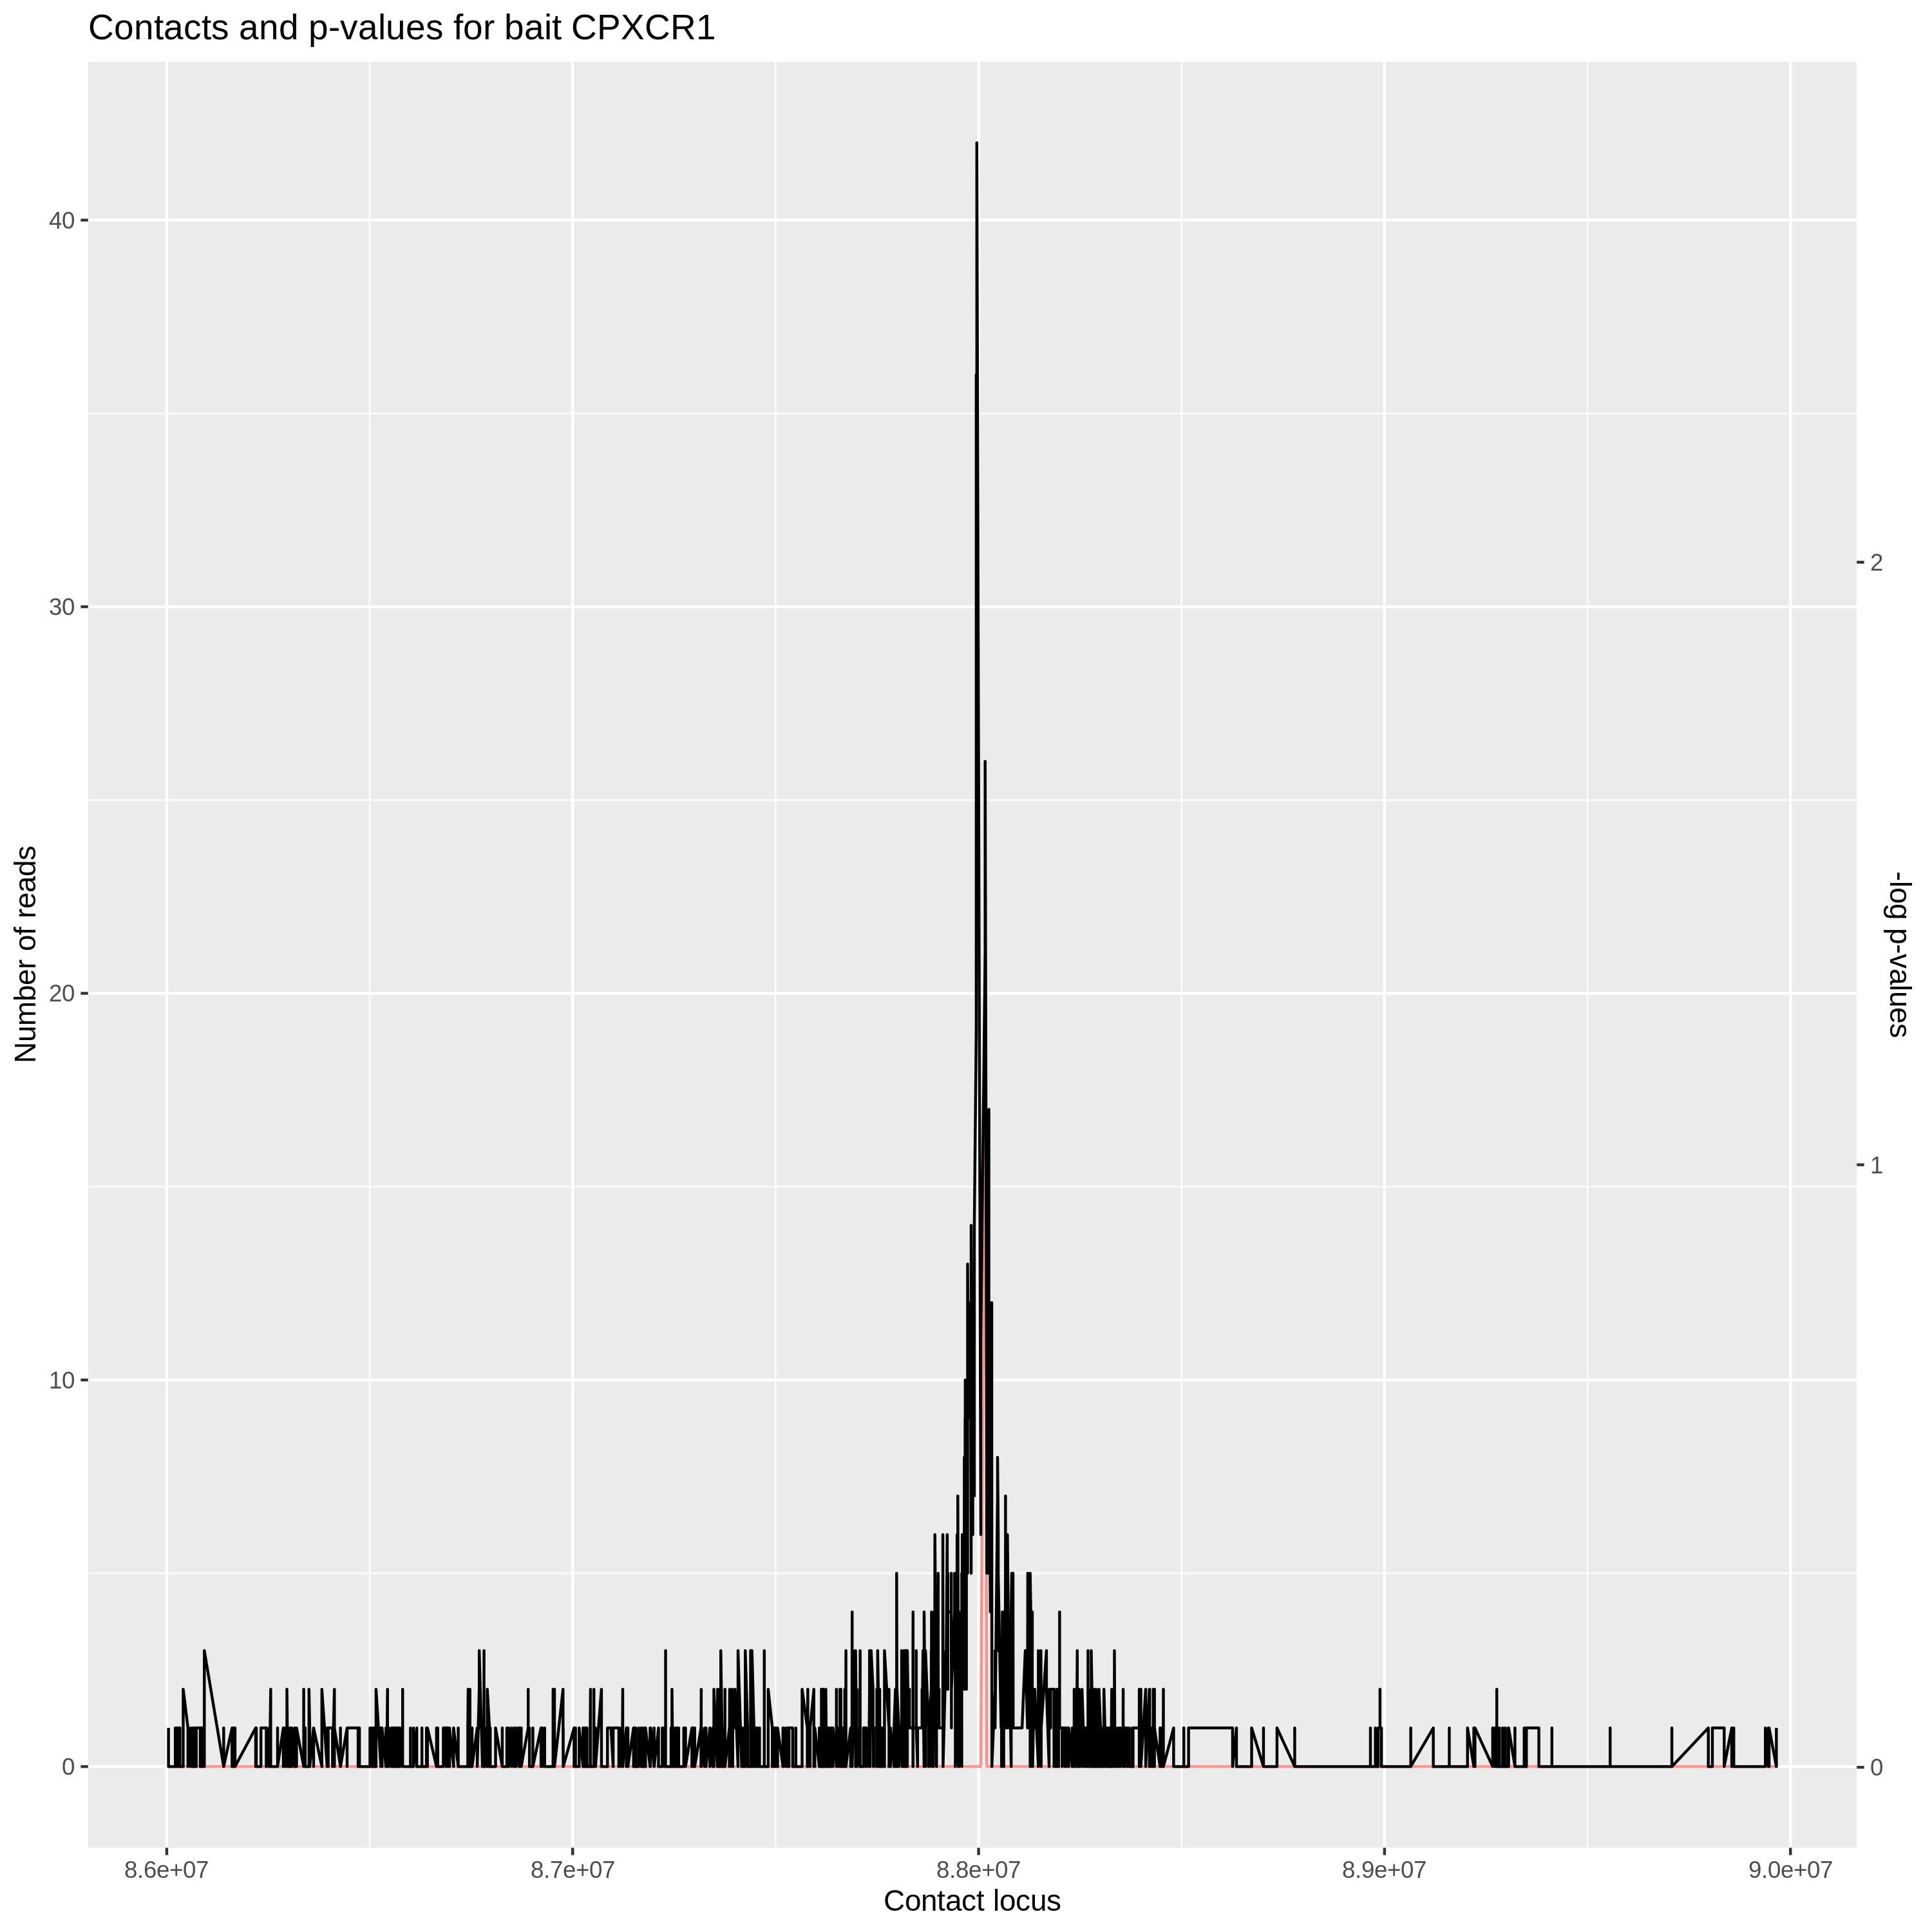 Contacts and p-values for bait CPXCR1
40
30
20
10
0
Number of reads
2
1
0
-log p-values
8.6e+07
8.7e+07
8.8e+07
8.9e+07
9.0e+07
Contact locus